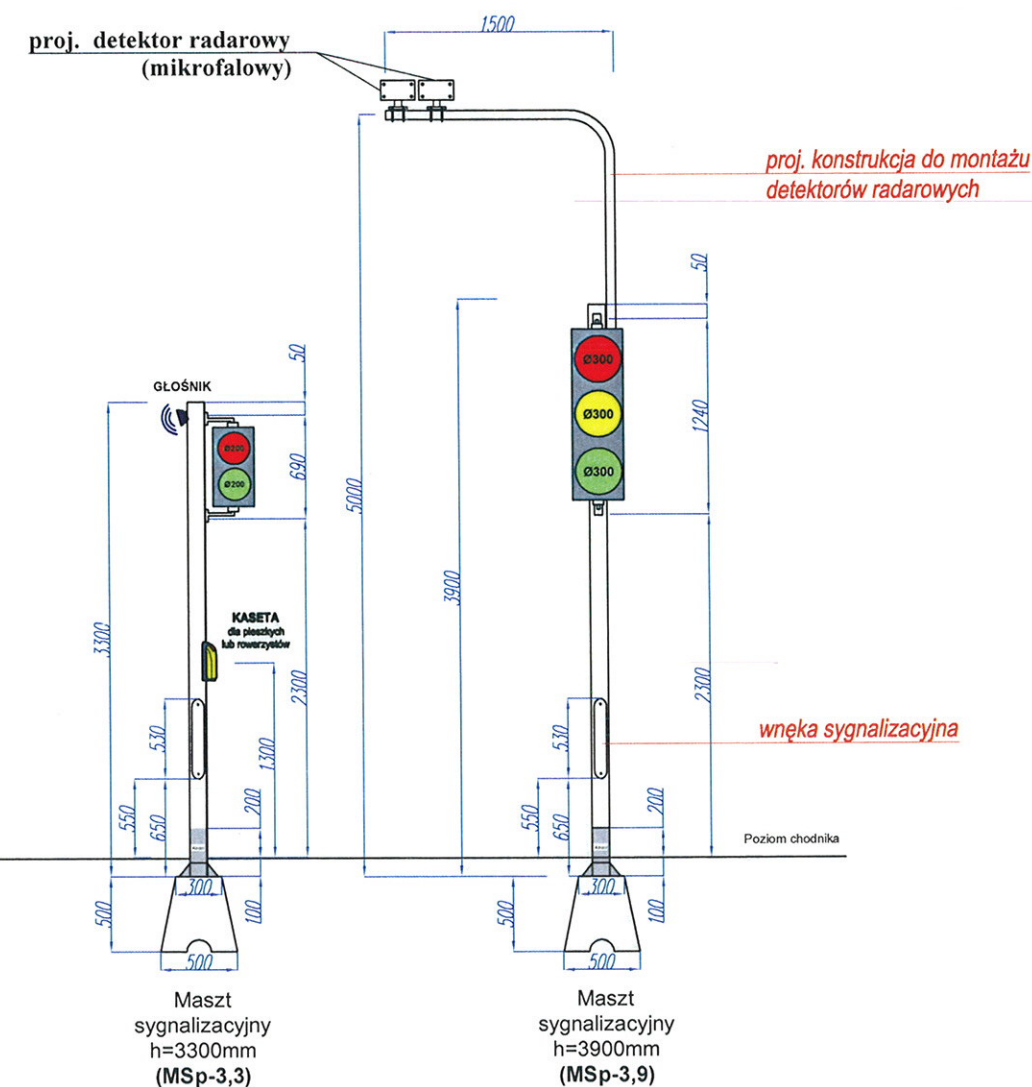 1500
proj. detektor radarowy
(mikrofalowy)
proj. konstrukcja do montażu
detektorów radarowych
50
Ø300
Ø300
Ø300
1240
5000
3900
2300
50
GŁOŚNIK
Ø200
Ø200
690
3300
KASETA
dla pieszkych
lub rowerzystów
2300
1300
530
550
650
200
300
100
500
500
530
wnęka sygnalizacyjna
550
650
200
Poziom chodnika
300
100
500
500
Maszt
sygnalizacyjny
h=3300mm
(MSp-3,3)
Maszt
sygnalizacyjny
h=3900mm
(MSp-3,9)